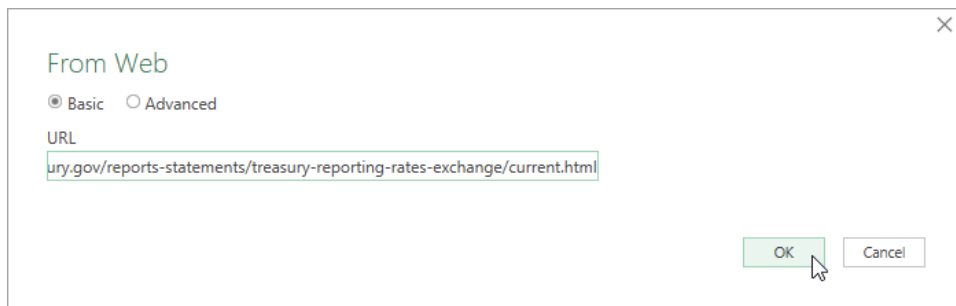 From Web
Basic Advanced
URL
ury.gov/reports-statements/treasury-reporting-rates-exchange/current.html
OK Cancel